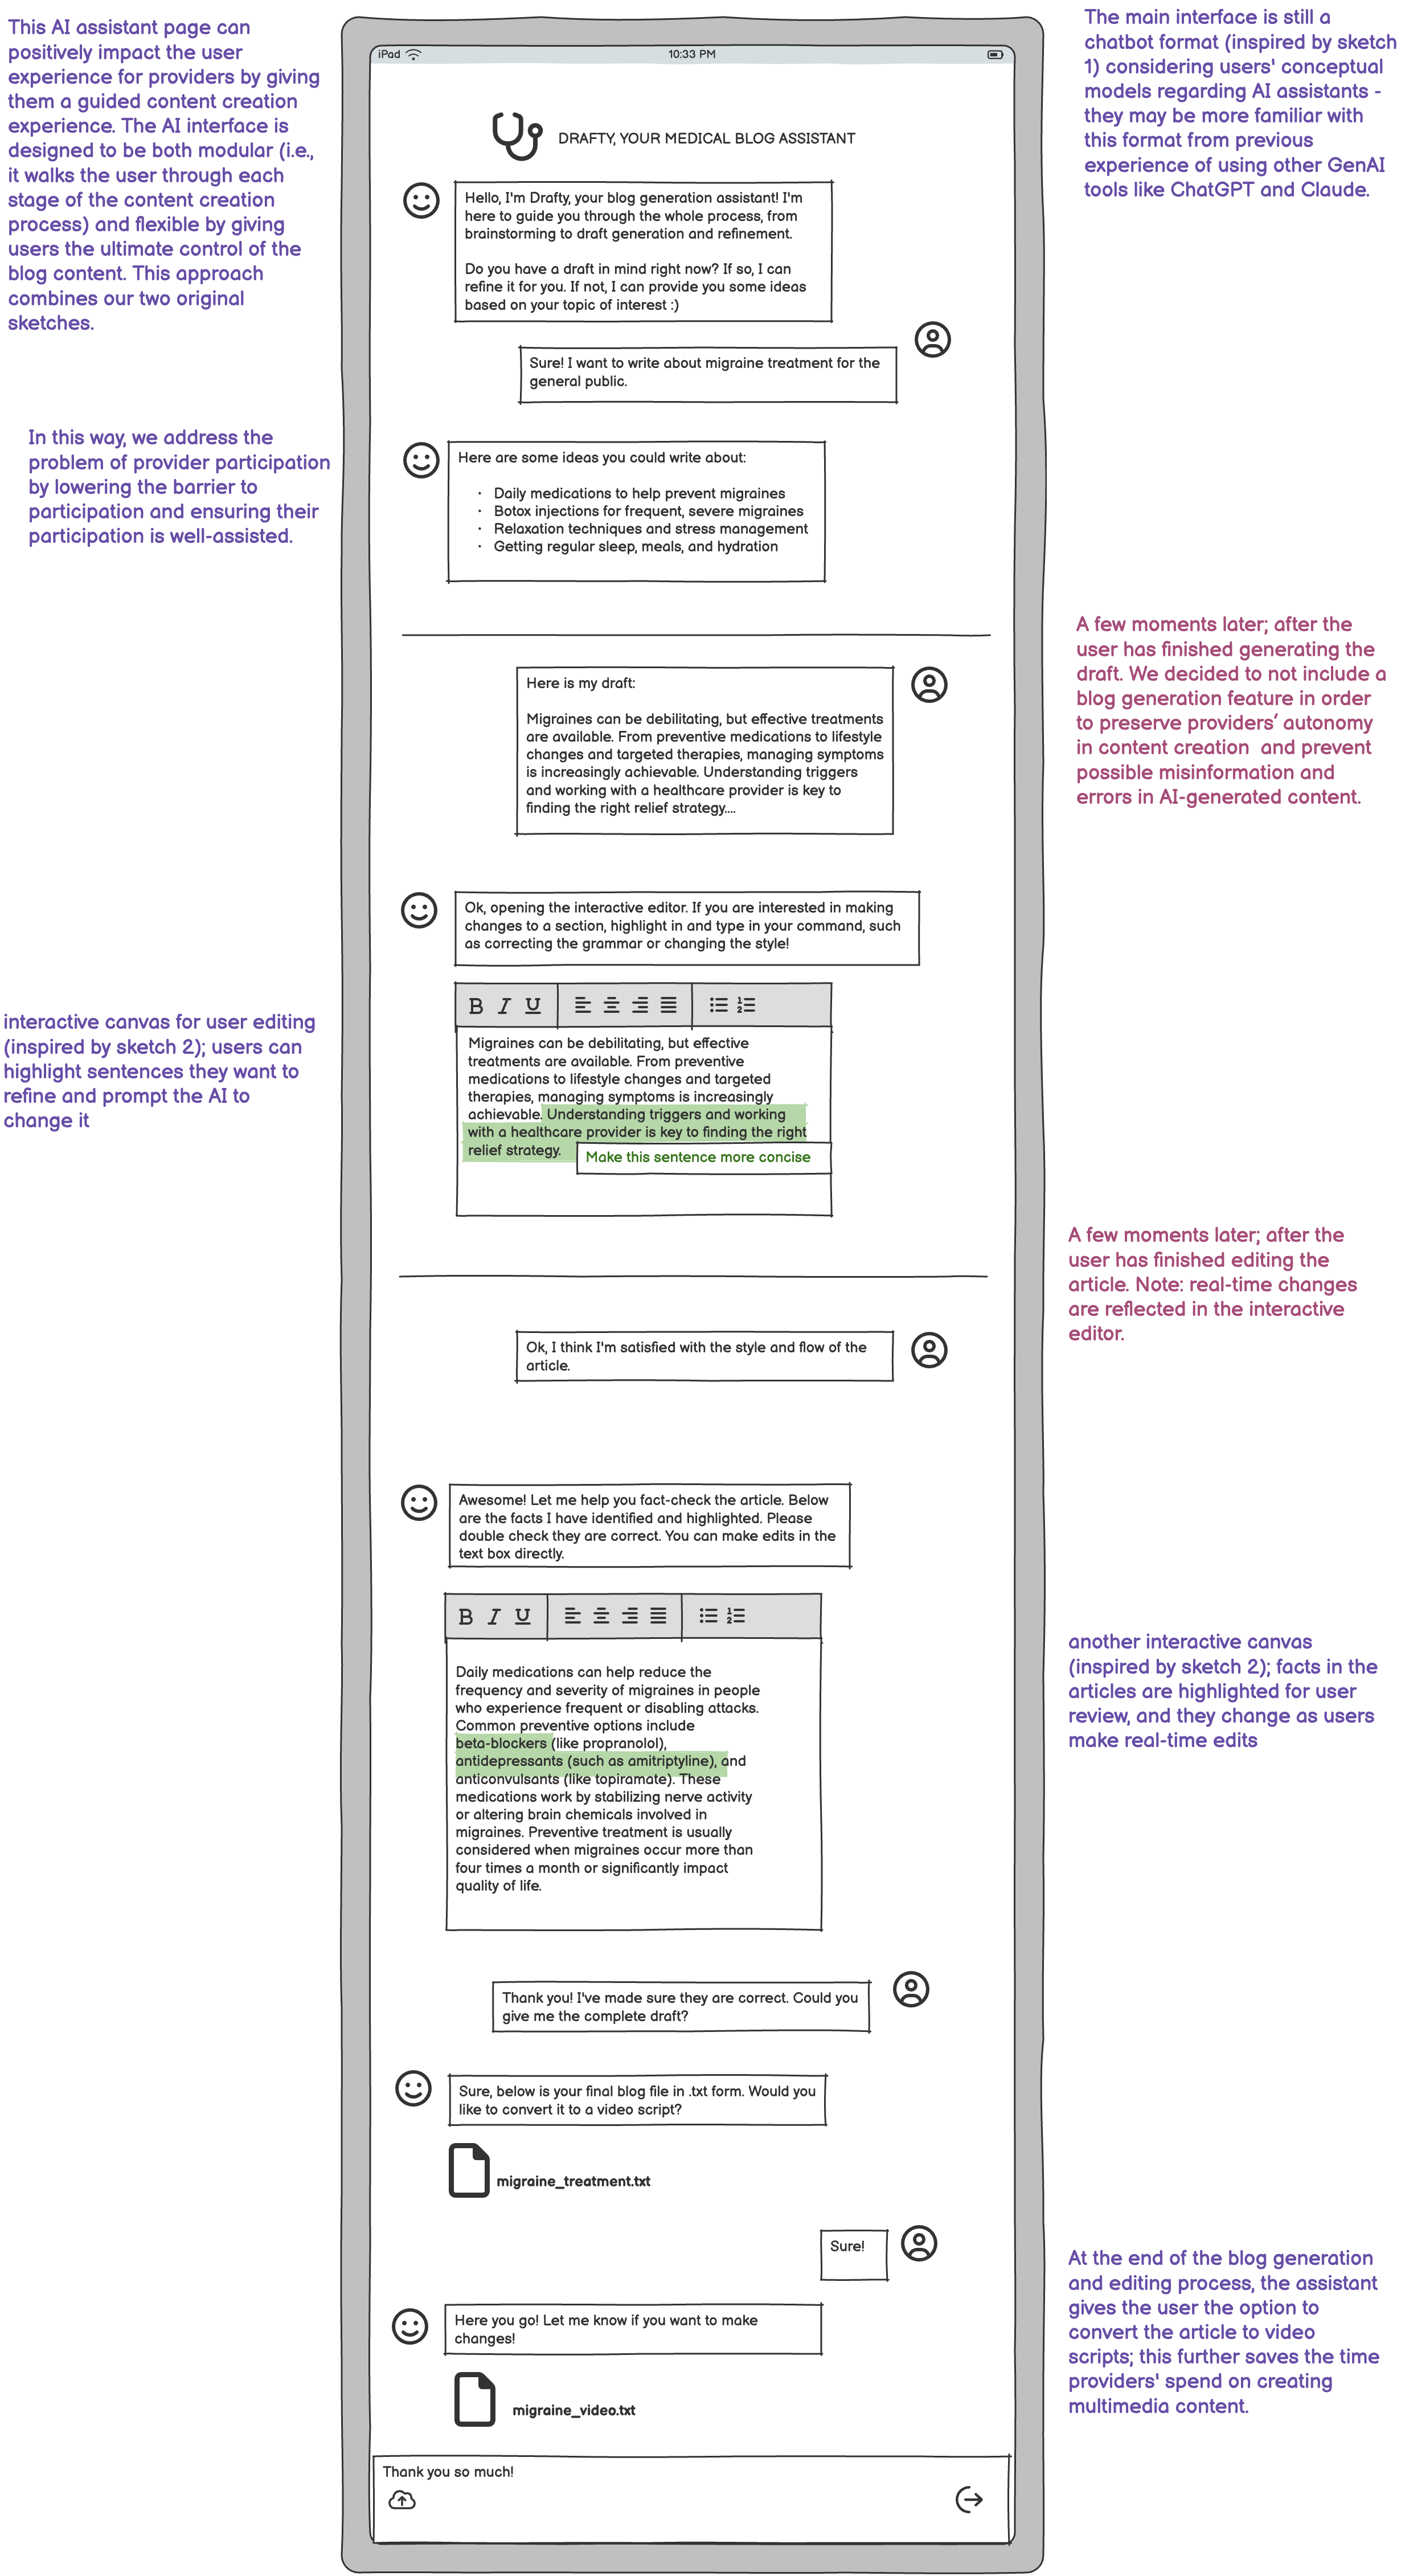 This AI assistant page can
positively impact the user
experience for providers by giving
them a guided content creation
experience. The AI interface is
designed to be both modular (i.e.,
it walks the user through each
stage of the content creation
process) and flexible by giving
users the ultimate control of the
blog content. This approach
combines our two original
sketches.
The main interface is still a
chatbot format (inspired by sketch
1) considering users' conceptual
models regarding AI assistants -
they may be more familiar with
this format from previous
experience of using other GenAI
tools like ChatGPT and Claude.
iPad
10:33 PM
DRAFTY, YOUR MEDICAL BLOG ASSISTANT
Hello, I'm Drafty, your blog generation assistant! I'm
here to guide you through the whole process, from
brainstorming to draft generation and refinement.
Do you have a draft in mind right now? If so, I can
refine it for you. If not, I can provide you some ideas
based on your topic of interest :)
Sure! I want to write about migraine treatment for the
general public.
In this way, we address the
problem of provider participation
by lowering the barrier to
participation and ensuring their
participation is well-assisted.
Here are some ideas you could write about:
· Daily medications to help prevent migraines
· Botox injections for frequent, severe migraines
· Relaxation techniques and stress management
· Getting regular sleep, meals, and hydration
A few moments later; after the
user has finished generating the
draft. We decided to not include a
blog generation feature in order
to preserve providers’ autonomy
in content creation and prevent
possible misinformation and
errors in AI-generated content.
Here is my draft:
Migraines can be debilitating, but effective treatments
are available. From preventive medications to lifestyle
changes and targeted therapies, managing symptoms
is increasingly achievable. Understanding triggers
and working with a healthcare provider is key to
finding the right relief strategy....
Ok, opening the interactive editor. If you are interested in making
changes to a section, highlight in and type in your command, such
as correcting the grammar or changing the style!
interactive canvas for user editing
(inspired by sketch 2); users can
highlight sentences they want to
refine and prompt the AI to
change it
B I U
Migraines can be debilitating, but effective
treatments are available. From preventive
medications to lifestyle changes and targeted
therapies, managing symptoms is increasingly
achievable. Understanding triggers and working
with a healthcare provider is key to finding the right
relief strategy.
Make this sentence more concise
A few moments later; after the
user has finished editing the
article. Note: real-time changes
are reflected in the interactive
editor.
Ok, I think I'm satisfied with the style and flow of the
article.
Awesome! Let me help you fact-check the article. Below
are the facts I have identified and highlighted. Please
double check they are correct. You can make edits in the
text box directly.
B I U
another interactive canvas
(inspired by sketch 2); facts in the
articles are highlighted for user
review, and they change as users
make real-time edits
Daily medications can help reduce the
frequency and severity of migraines in people
who experience frequent or disabling attacks.
Common preventive options include
beta-blockers (like propranolol),
antidepressants (such as amitriptyline), and
anticonvulsants (like topiramate). These
medications work by stabilizing nerve activity
or altering brain chemicals involved in
migraines. Preventive treatment is usually
considered when migraines occur more than
four times a month or significantly impact
quality of life.
Thank you! I've made sure they are correct. Could you
give me the complete draft?
Sure, below is your final blog file in .txt form. Would you
like to convert it to a video script?
migraine_treatment.txt
Sure!
At the end of the blog generation
and editing process, the assistant
gives the user the option to
convert the article to video
scripts; this further saves the time
providers' spend on creating
multimedia content.
Here you go! Let me know if you want to make
changes!
migraine_video.txt
Thank you so much!